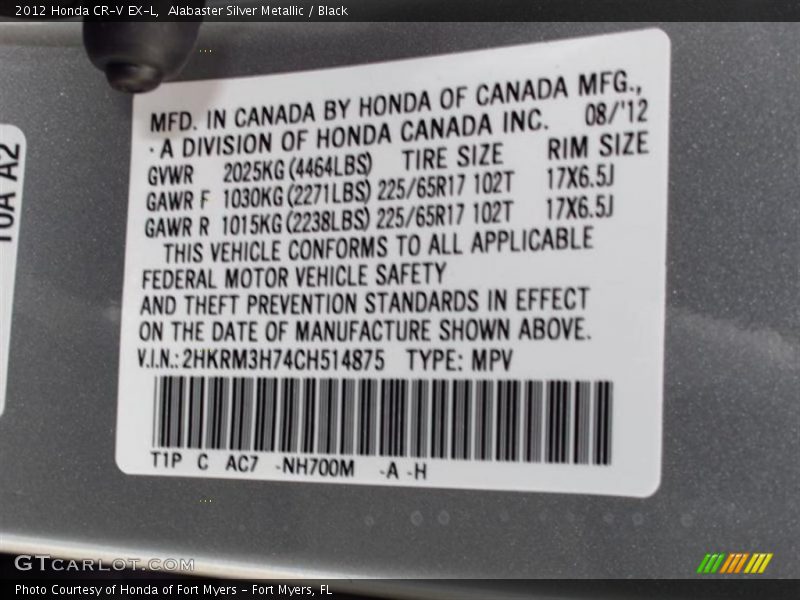 2012 Honda CR-V EX-L,  Alabaster Silver Metallic / Black
MFD. IN CANADA BY HONDA OF CANADA MFG.,
· A DIVISION OF HONDA CANADA INC. 08/'12
GVWR 2025KG (4464LBS) TIRE SIZE RIM SIZE
GAWR F 1030KG (2271LBS) 225/65R17 102T 17X6.5J
GAWR R 1015KG (2238LBS) 225/65R17 102T 17X6.5J
THIS VEHICLE CONFORMS TO ALL APPLICABLE
FEDERAL MOTOR VEHICLE SAFETY
AND THEFT PREVENTION STANDARDS IN EFFECT
ON THE DATE OF MANUFACTURE SHOWN ABOVE.
V.I.N.: 2HKRM3H74CH514875 TYPE: MPV
T1P C AC7 -NH700M -A -H
A2
GTCARLOT.COM
Photo Courtesy of Honda of Fort Myers - Fort Myers, FL